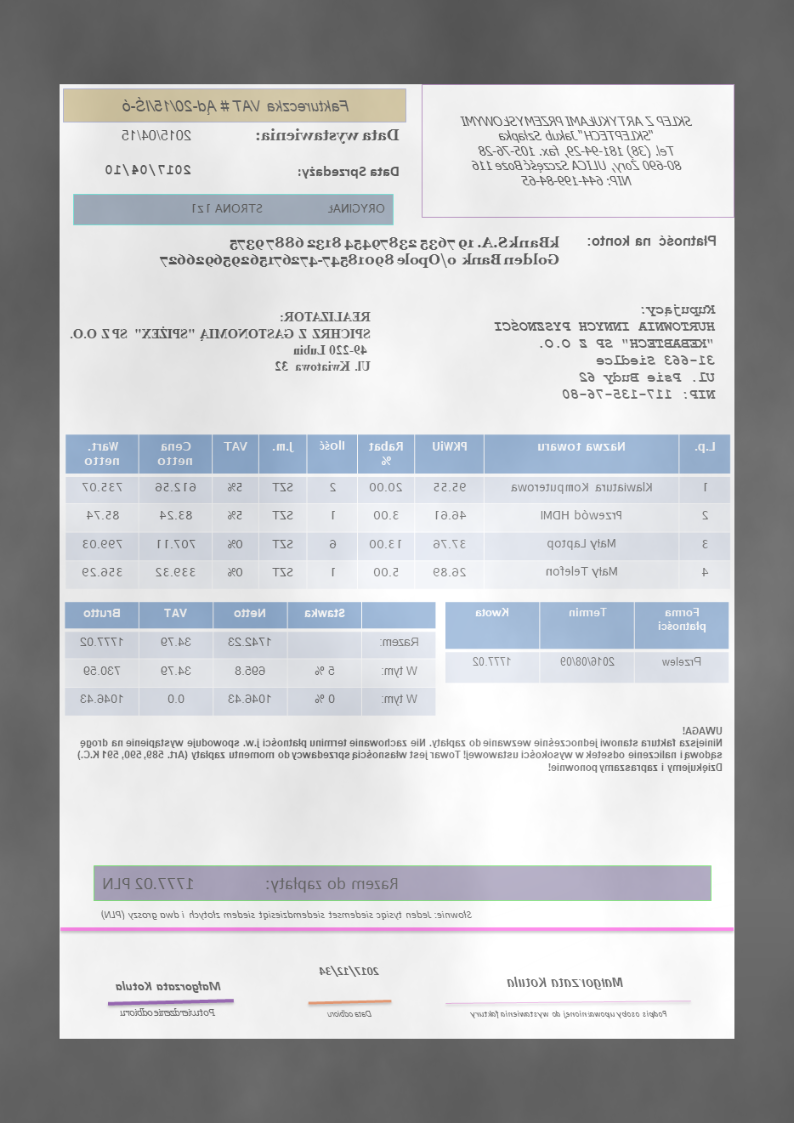 SKLEP Z ARTYKUŁAMI PRZEMYSŁOWYMI
"SKLEPTECH" Jakub Szlapka
Tel. (38) 181-94-29, fax. 105-76-28
80-690 Żory, ULICA Szczęść Boże 116
NIP: 644-199-84-65
Faktureczka VAT # Ąd-20/15/I/Ś-ó
Data wystawienia: 2015/04/15
Data Sprzedaży: 2017/04/10
ORYGINAŁ STRONA 1 z 1
Płatność na konto: kBankS.A. 19 7635 2387 9454 8132 6887 9375
Golden Bank o/Opole 89018547-4726715629569626627
Kupujący:
HURTOWNIA INNYCH PYSZNOŚCI
"KEBABTECH" SP Z O.O.
31-663 Siedlce
Ul. Psie Budy 62
NIP: 117-135-76-80
REALIZATOR:
SPICHRZ Z GASTONOMIĄ "SPIŻEX" SP Z O.O.
49-220 Lubin
Ul. Kwiatowa 32
L.p. Nazwa towaru PKWiU Rabat % Ilość J.m. VAT Cena netto Wart. netto
1 Klawiatura Komputerowa 95.55 20.00 2 SZT 5% 612.56 735.07
2 Przewód HDMI 46.61 3.00 1 SZT 5% 83.24 85.74
3 Mały Laptop 37.76 13.00 6 SZT 0% 707.11 799.03
4 Mały Telefon 26.89 5.00 1 SZT 0% 339.32 356.29
Forma płatności Termin Kwota
Przelew 2016/08/09 1777.02
Stawka Netto VAT Brutto
Razem: 1742.23 34.79 1777.02
W tym: 5 % 695.8 34.79 730.59
W tym: 0 % 1046.43 0.0 1046.43
UWAGA!
Niniejsza faktura stanowi jednocześnie wezwanie do zapłaty. Nie zachowanie terminu płatności j.w. spowoduje wystąpienie na drogę
sądową i naliczenie odsetek w wysokości ustawowej! Towar jest własnością sprzedawcy do momentu zapłaty (Art. 589, 590, 591 K.C.)
Dziękujemy i zapraszamy ponownie!
Razem do zapłaty: 1777.02 PLN
Słownie: Jeden tysiąc siedemset siedemdziesiąt siedem złotych i dwa groszy (PLN)
Małgorzata Kotula
Podpis osoby upoważnionej do wystawienia faktury
2017/12/34
Data odbioru
Małgorzata Kotula
Potwierdzenie odbioru